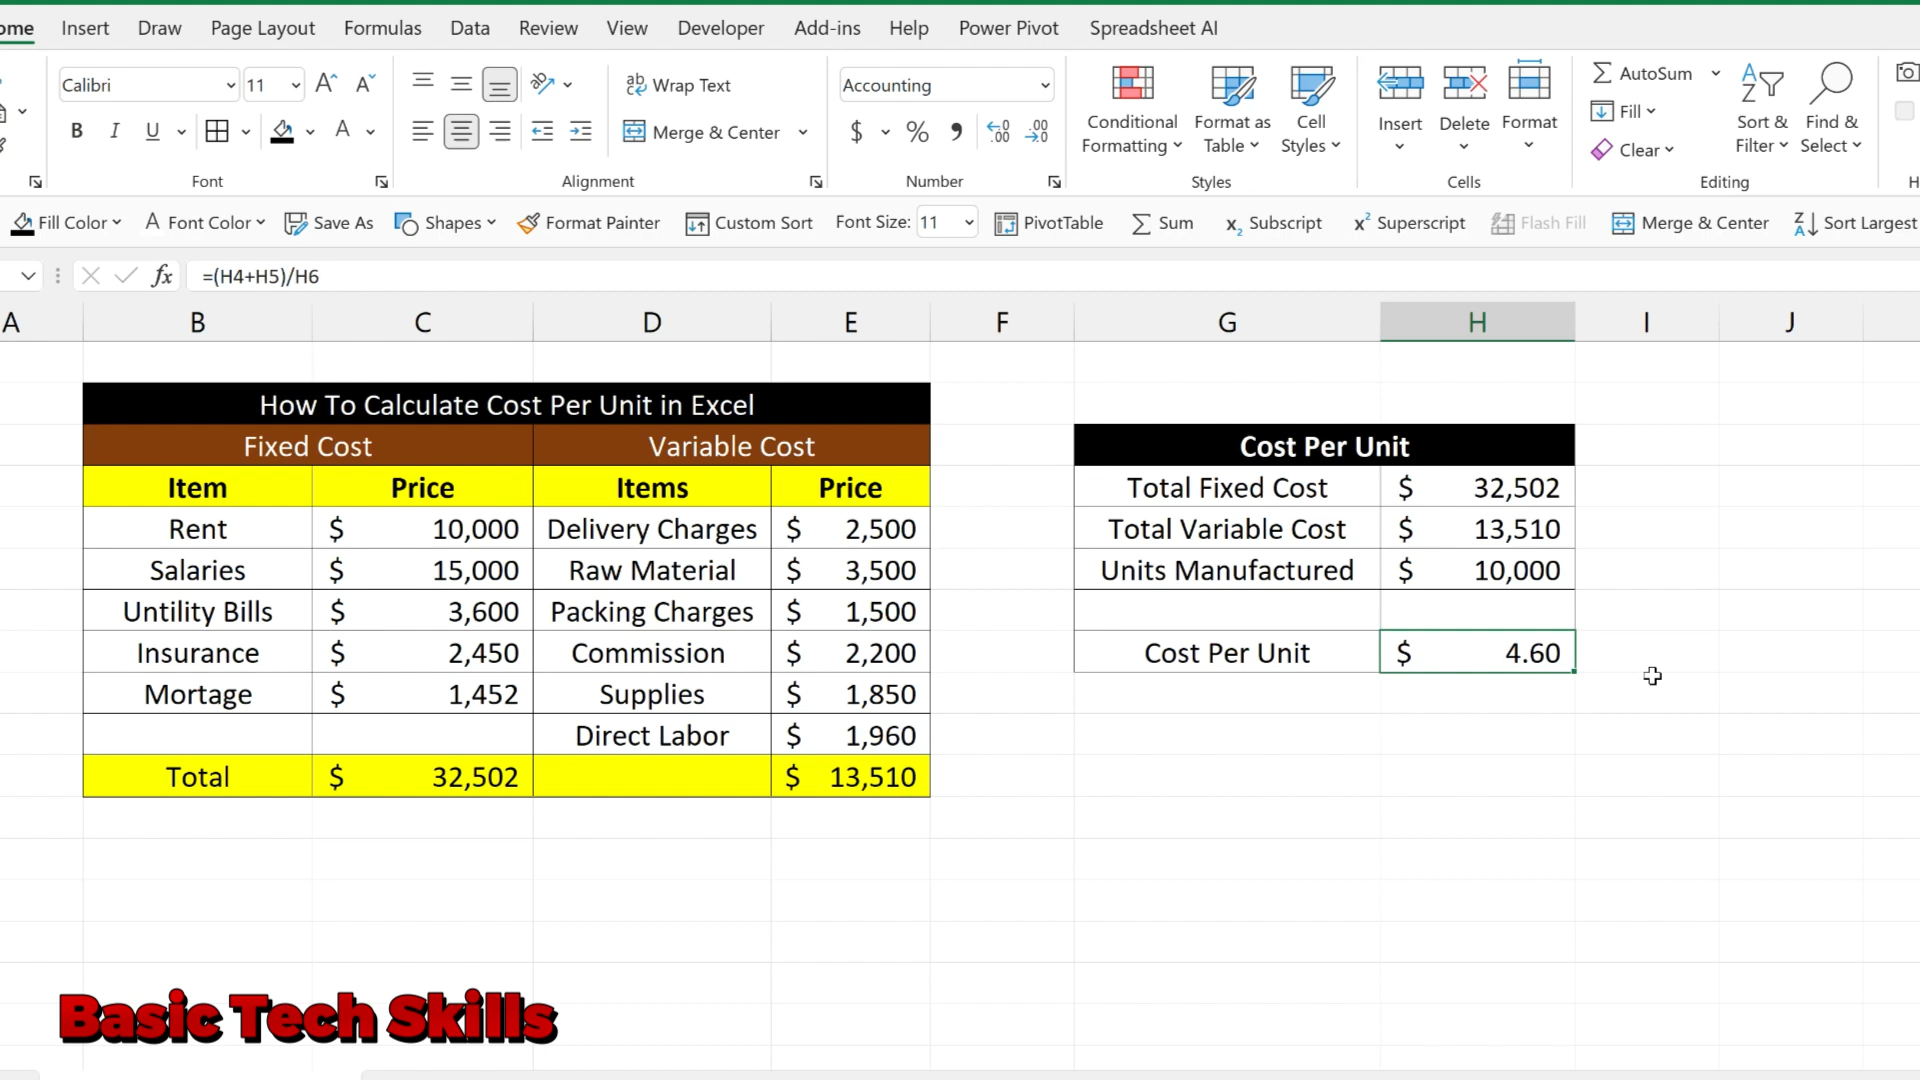 ome Insert Draw Page Layout Formulas Data Review View Developer Add-ins Help Power Pivot Spreadsheet AI
Calibri 11 A A ab Wrap Text Accounting Conditional Formatting Format as Table Cell Styles Insert Delete Format AutoSum Sort & Filter Find & Select
B I U A Merge & Center $ % Fill Clear
Font Alignment Number Styles Cells Editing H
Fill Color Font Color Save As Shapes Format Painter Custom Sort Font Size: 11 PivotTable Sum Subscript Superscript Flash Fill Merge & Center Sort Largest
fx =(H4+H5)/H6
A B C D E F G H I J
How To Calculate Cost Per Unit in Excel
Fixed Cost Variable Cost Cost Per Unit
Item Price Items Price Total Fixed Cost $ 32,502
Rent $ 10,000 Delivery Charges $ 2,500 Total Variable Cost $ 13,510
Salaries $ 15,000 Raw Material $ 3,500 Units Manufactured $ 10,000
Untility Bills $ 3,600 Packing Charges $ 1,500
Insurance $ 2,450 Commission $ 2,200 Cost Per Unit $ 4.60
Mortage $ 1,452 Supplies $ 1,850
Direct Labor $ 1,960
Total $ 32,502 $ 13,510
Basic Tech Skills